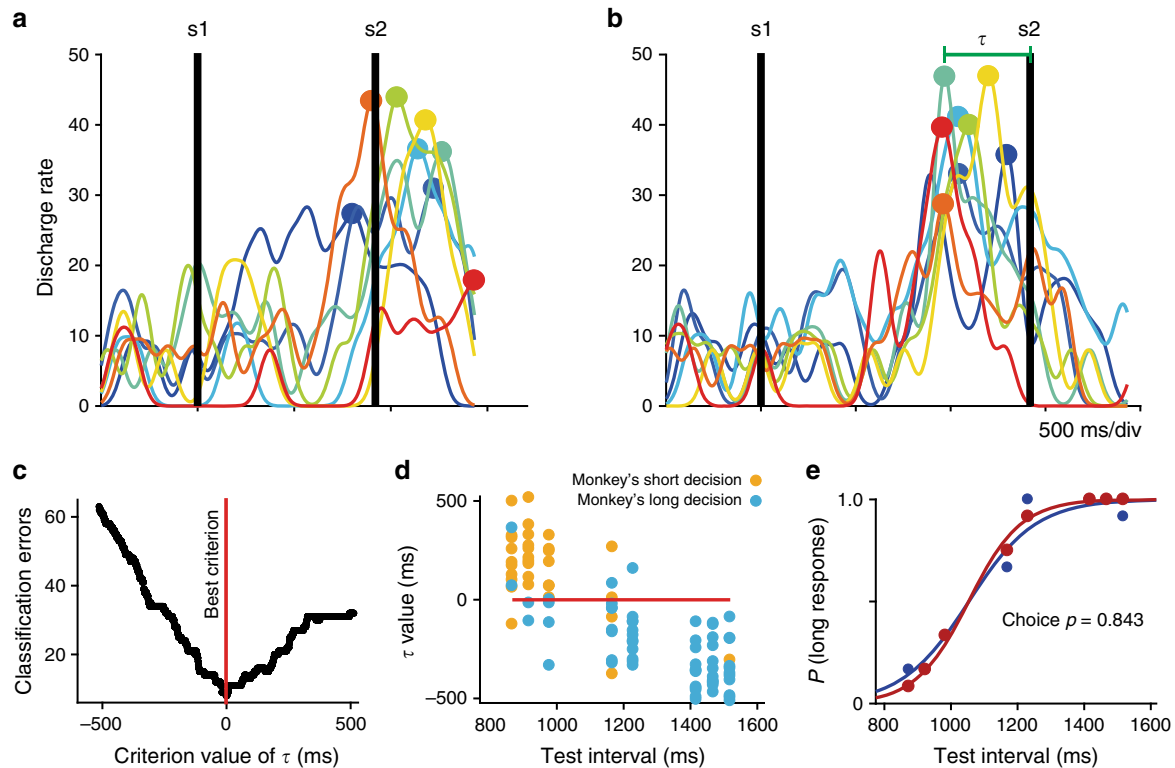 a
s1
s2
50
40
30
20
10
0
Discharge rate
b
s1
s2
τ
50
40
30
20
10
0
500 ms/div
c
60
40
20
Classification errors
Best criterion
–500
0
500
Criterion value of τ (ms)
d
Monkey's short decision
Monkey's long decision
500
0
–500
τ value (ms)
800
1000
1200
1400
1600
Test interval (ms)
e
1.0
0
P (long response)
Choice p = 0.843
800
1000
1200
1400
1600
Test interval (ms)